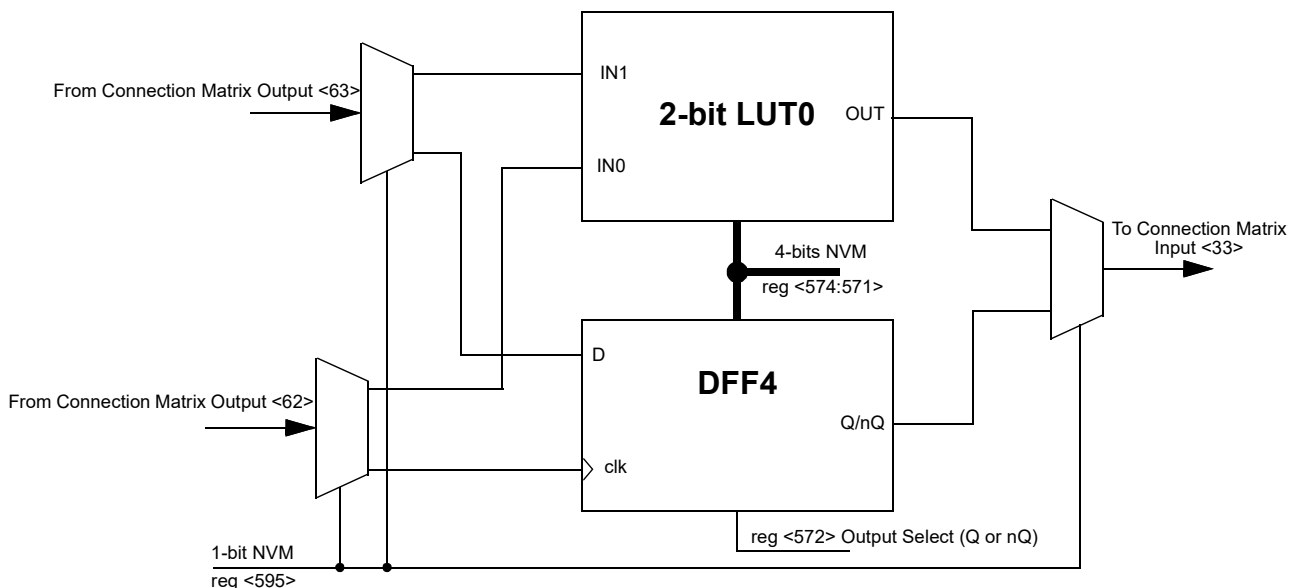 From Connection Matrix Output <63>
IN1
2-bit LUT0
OUT
IN0
To Connection Matrix
Input <33>
4-bits NVM
reg <574:571>
D
DFF4
From Connection Matrix Output <62>
Q/nQ
clk
reg <572> Output Select (Q or nQ)
1-bit NVM
reg <595>